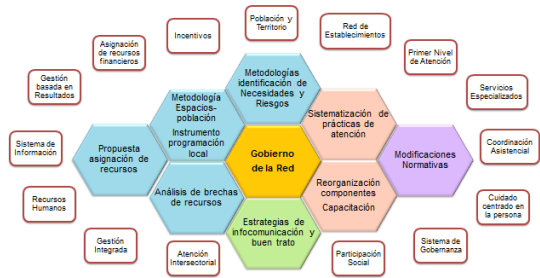 Población y
Territorio
Incentivos
Red de
Establecimientos
Asignación
de recursos
financieros
Primer Nivel
de Atención
Gestión
basada en
Resultados
Servicios
Especializados
Sistema de
Información
Coordinación
Asistencial
Recursos
Humanos
Cuidado
centrado en
la persona
Gestión
Integrada
Atención
Intersectorial
Participación
Social
Sistema de
Gobernanza
Metodologías
identificación de
Necesidades y
Riesgos
Metodología
Espacios-
población
Instrumento
programación
local
Sistematización de
prácticas de
atención
Propuesta
asignación de
recursos
Gobierno
de la Red
Modificaciones
Normativas
Análisis de brechas
de recursos
Reorganización
componentes
Capacitación
Estrategias de
infocomunicación y
buen trato